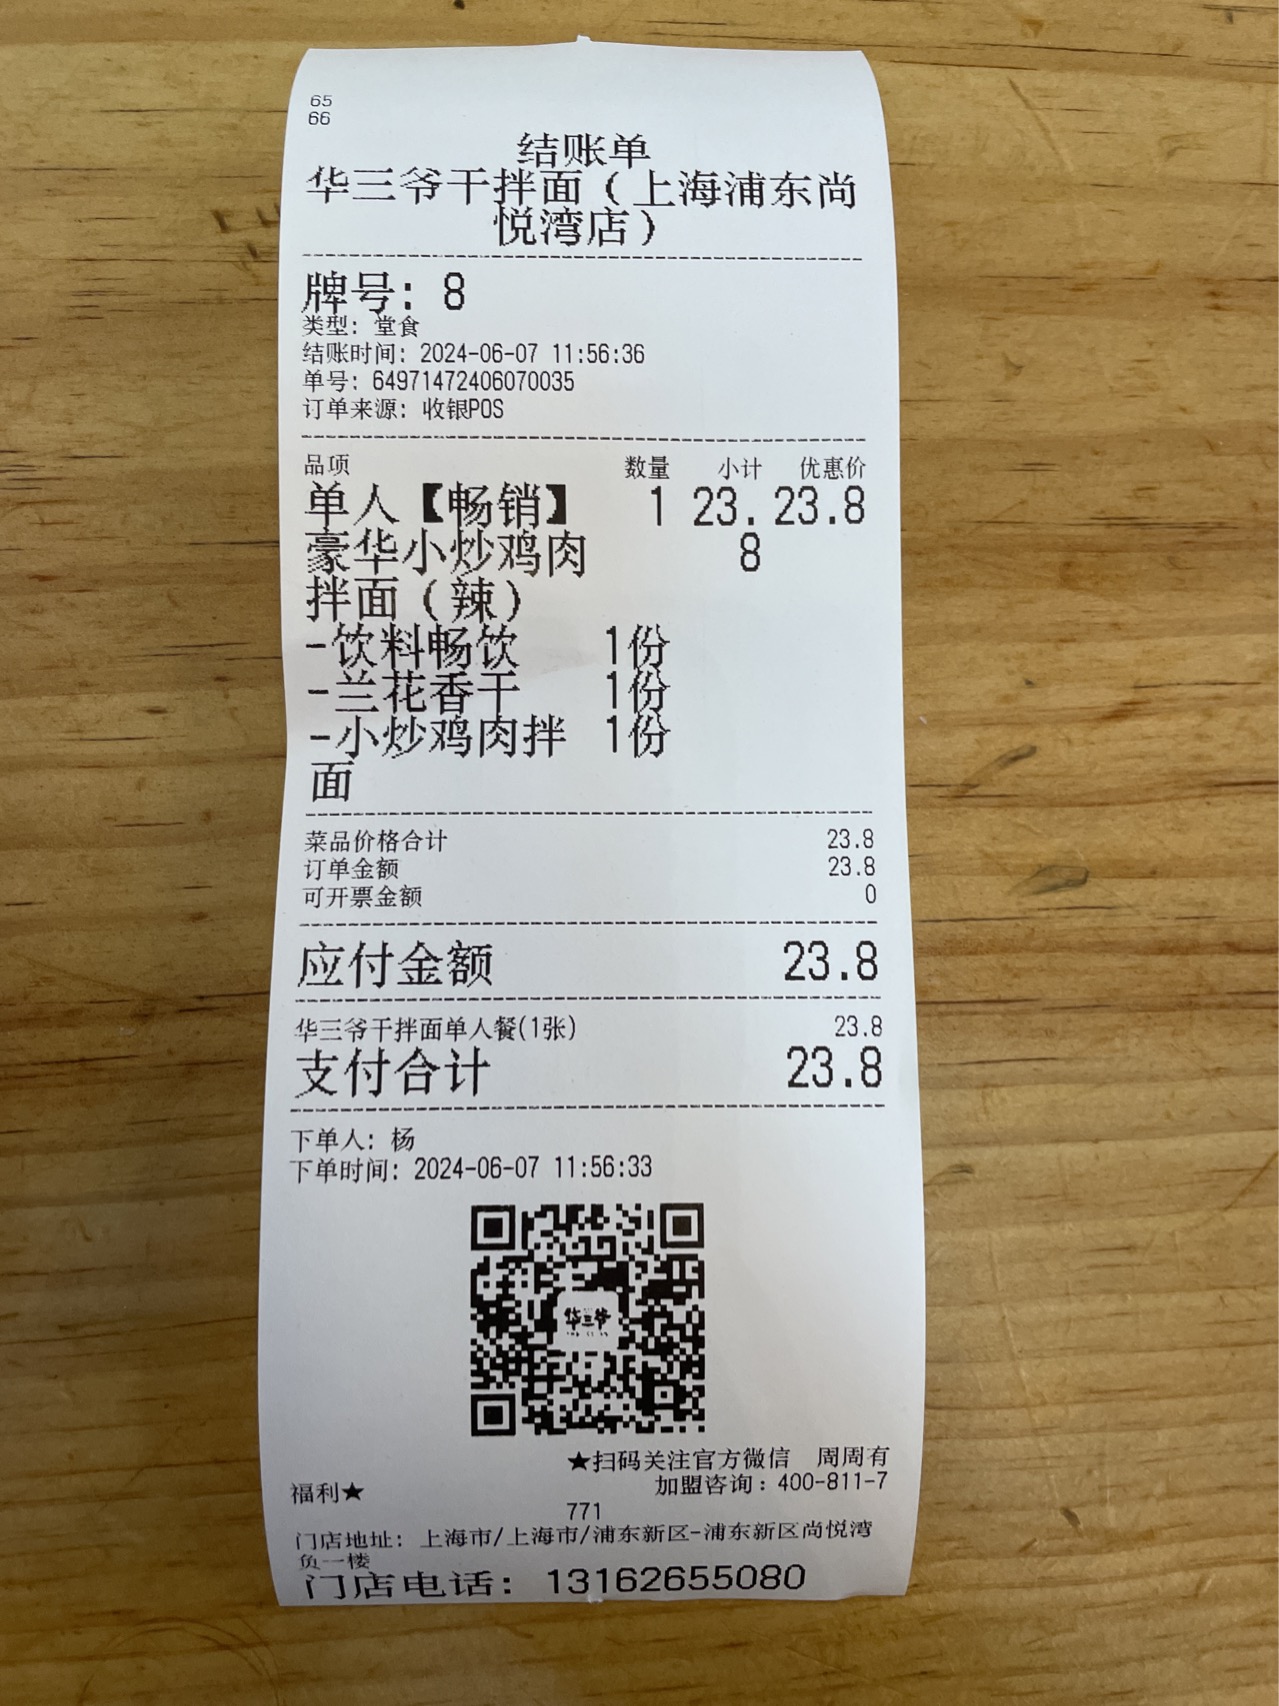 65
66
结账单
华三爷干拌面（上海浦东尚
悦湾店）
牌号: 8
类型: 堂食
结账时间: 2024-06-07 11:56:36
单号: 64971472406070035
订单来源: 收银POS
品项 数量 小计 优惠价
单人【畅销】 1 23. 23.8
豪华小炒鸡肉 8
拌面（辣）
-饮料畅饮 1份
-兰花香干 1份
-小炒鸡肉拌 1份
面
菜品价格合计 23.8
订单金额 23.8
可开票金额 0
应付金额 23.8
华三爷干拌面单人餐(1张) 23.8
支付合计 23.8
下单人: 杨
下单时间: 2024-06-07 11:56:33
华三爷
★扫码关注官方微信 周周有
福利★ 加盟咨询：400-811-7
771
门店地址: 上海市/上海市/浦东新区-浦东新区尚悦湾
负一楼
门店电话: 13162655080